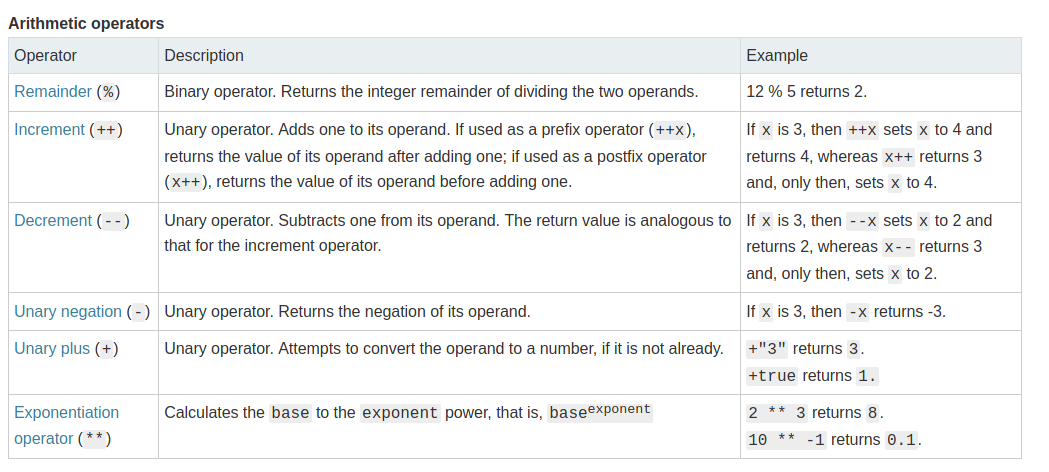 Arithmetic operators
Operator Description Example
Remainder (%) Binary operator. Returns the integer remainder of dividing the two operands. 12 % 5 returns 2.
Increment (++) Unary operator. Adds one to its operand. If used as a prefix operator (++x), If x is 3, then ++x sets x to 4 and
returns the value of its operand after adding one; if used as a postfix operator returns 4, whereas x++ returns 3
(x++), returns the value of its operand before adding one. and, only then, sets x to 4.
Decrement (--) Unary operator. Subtracts one from its operand. The return value is analogous to If x is 3, then --x sets x to 2 and
that for the increment operator. returns 2, whereas x-- returns 3
and, only then, sets x to 2.
Unary negation (-) Unary operator. Returns the negation of its operand. If x is 3, then -x returns -3.
Unary plus (+) Unary operator. Attempts to convert the operand to a number, if it is not already. +"3" returns 3.
+true returns 1.
Exponentiation Calculates the base to the exponent power, that is, base^exponent 2 ** 3 returns 8.
operator (**) 10 ** -1 returns 0.1.